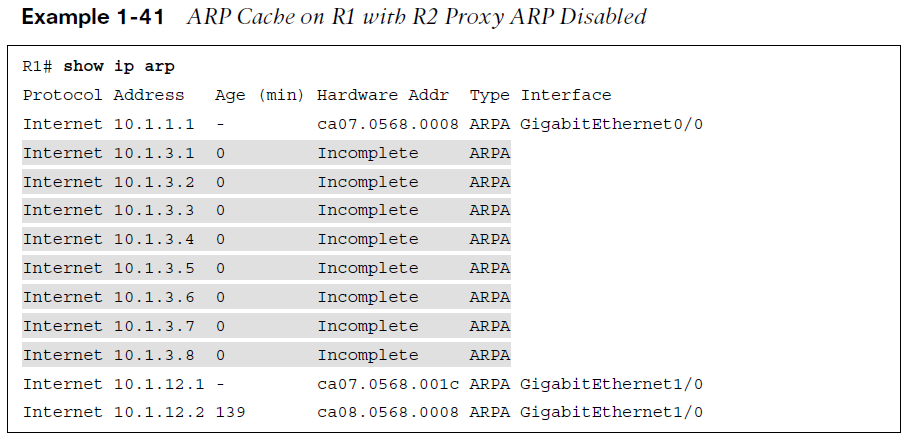 Example 1-41 ARP Cache on R1 with R2 Proxy ARP Disabled
R1# show ip arp
Protocol Address Age (min) Hardware Addr Type Interface
Internet 10.1.1.1 - ca07.0568.0008 ARPA GigabitEthernet0/0
Internet 10.1.3.1 0 Incomplete ARPA
Internet 10.1.3.2 0 Incomplete ARPA
Internet 10.1.3.3 0 Incomplete ARPA
Internet 10.1.3.4 0 Incomplete ARPA
Internet 10.1.3.5 0 Incomplete ARPA
Internet 10.1.3.6 0 Incomplete ARPA
Internet 10.1.3.7 0 Incomplete ARPA
Internet 10.1.3.8 0 Incomplete ARPA
Internet 10.1.12.1 - ca07.0568.001c ARPA GigabitEthernet1/0
Internet 10.1.12.2 139 ca08.0568.0008 ARPA GigabitEthernet1/0